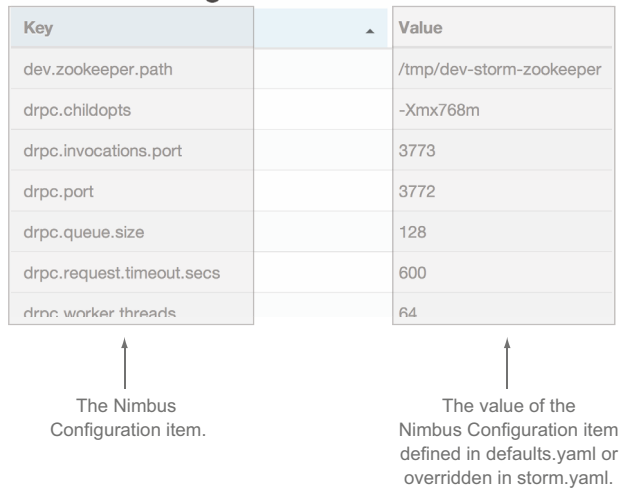 Key Value
dev.zookeeper.path /tmp/dev-storm-zookeeper
drpc.childopts -Xmx768m
drpc.invocations.port 3773
drpc.port 3772
drpc.queue.size 128
drpc.request.timeout.secs 600
drpc.worker.threads 64
The Nimbus
Configuration item.
The value of the
Nimbus Configuration item
defined in defaults.yaml or
overridden in storm.yaml.